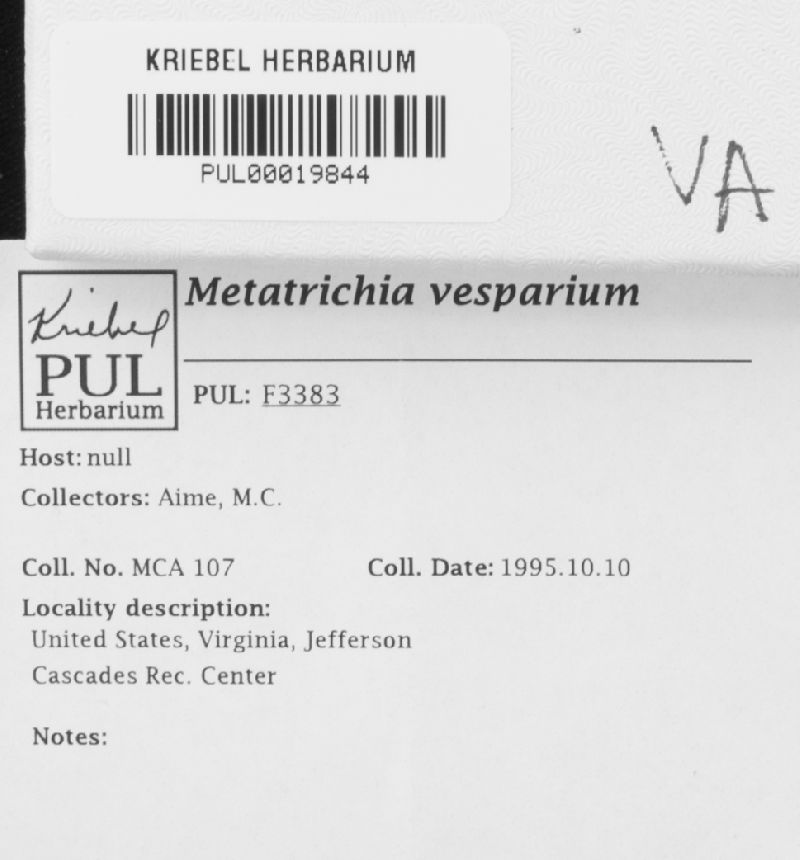 KRIEBEL HERBARIUM
PUL00019844
VA
Kriebel
PUL
Herbarium
Metatrichia vesparium
PUL: F3383
Host: null
Collectors: Aime, M.C.
Coll. No. MCA 107 Coll. Date: 1995.10.10
Locality description:
United States, Virginia, Jefferson
Cascades Rec. Center
Notes: